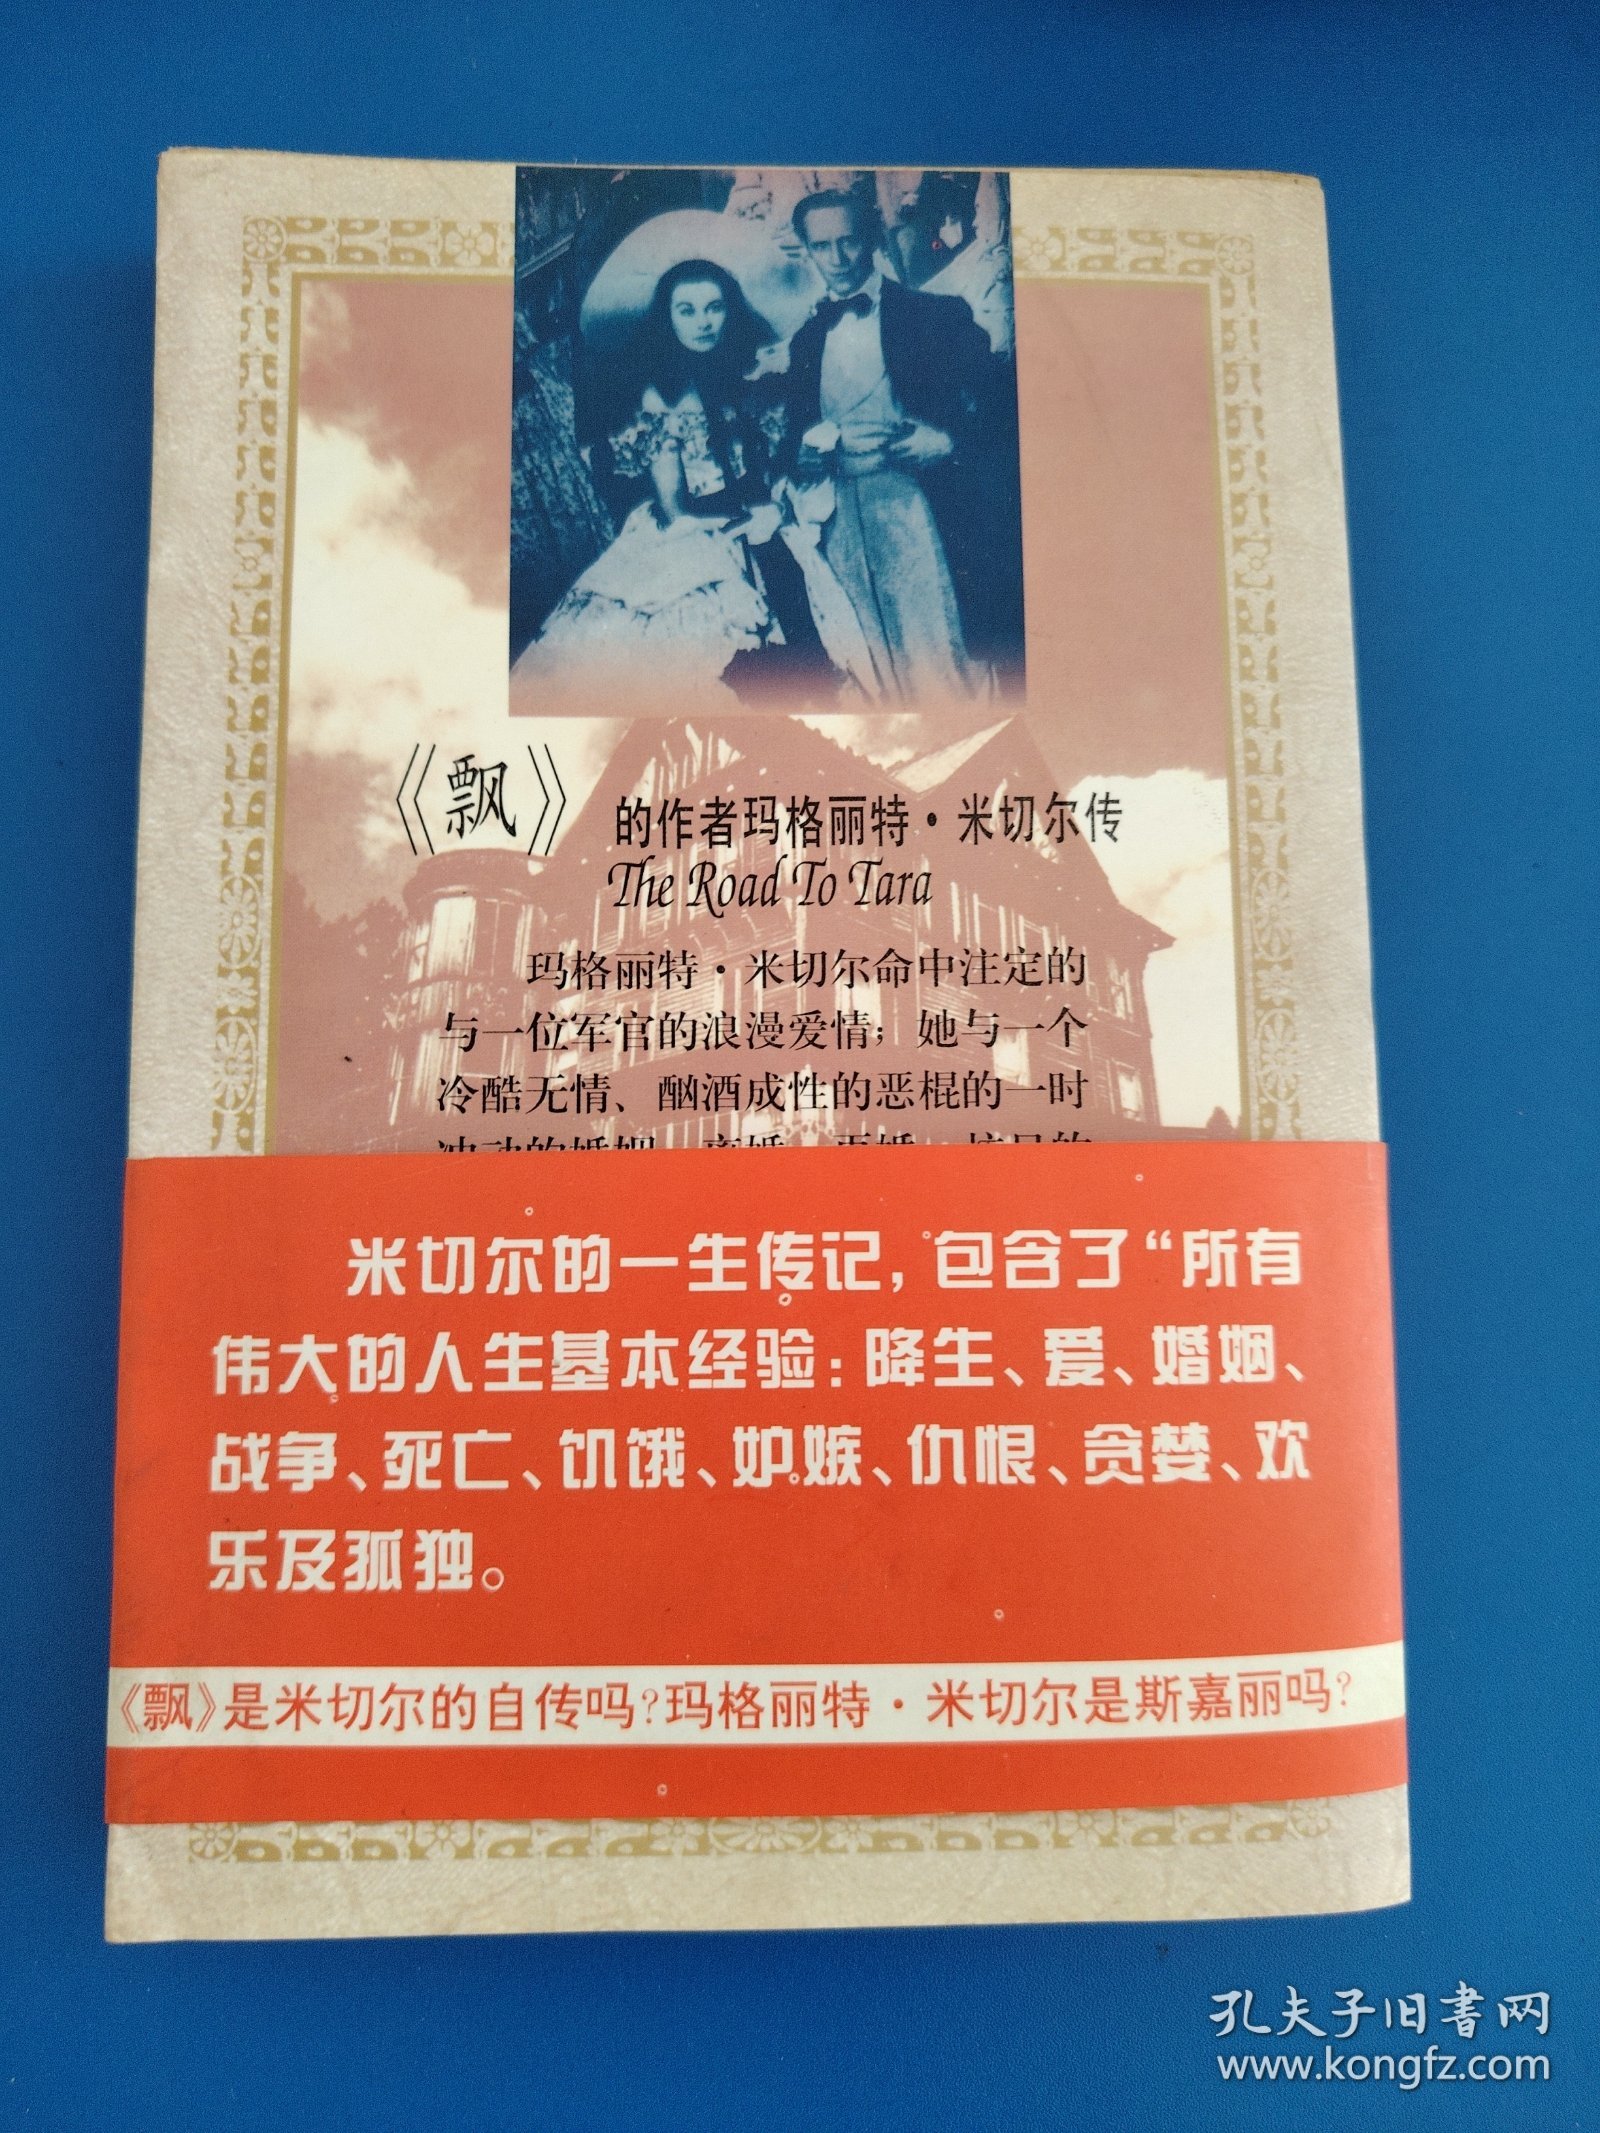 《飘》的作者玛格丽特·米切尔传
The Road To Tara
玛格丽特·米切尔命中注定的
与一位军官的浪漫爱情；她与一个
冷酷无情、酗酒成性的恶棍的一时
米切尔的一生传记，包含了“所有
伟大的人生基本经验：降生、爱、婚姻、
战争、死亡、饥饿、妒嫉、仇恨、贪婪、欢
乐及孤独。
《飘》是米切尔的自传吗？玛格丽特·米切尔是斯嘉丽吗？
孔夫子旧书网
www.kongfz.com